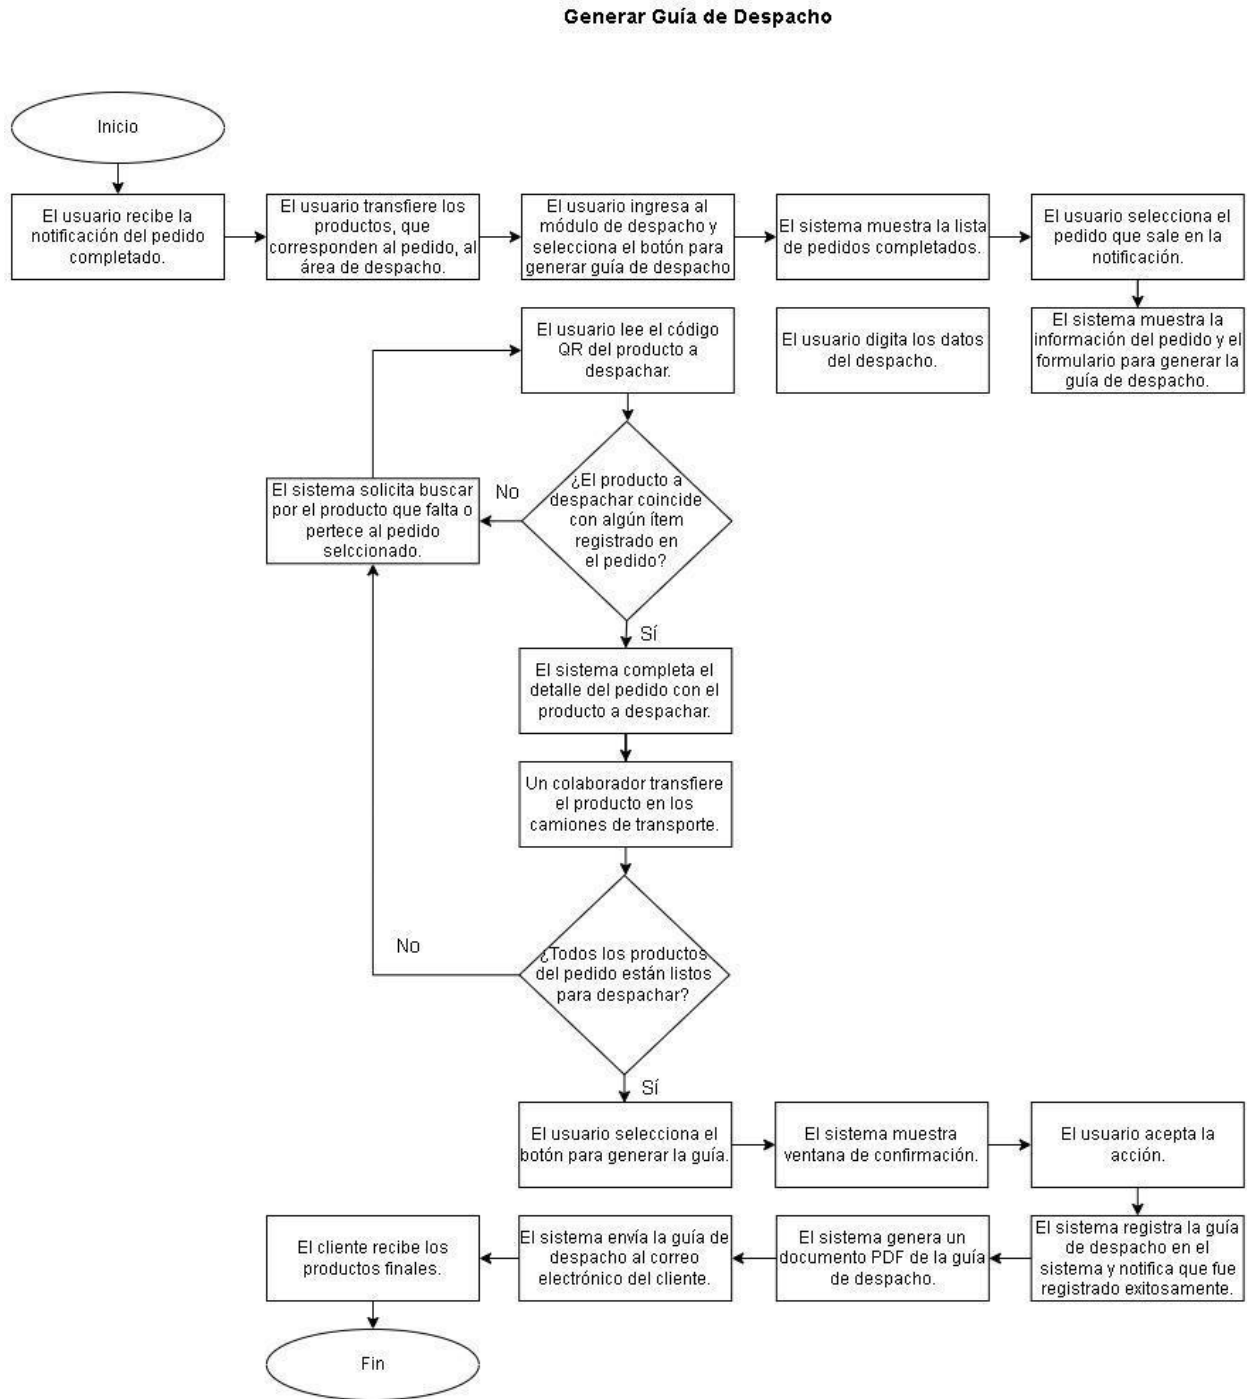 Generar Guía de Despacho
Inicio
El usuario recibe la
notificación del pedido
completado.
El usuario transfiere los
productos, que
corresponden al pedido, al
área de despacho.
El usuario ingresa al
módulo de despacho y
selecciona el botón para
generar guía de despacho
El sistema muestra la lista
de pedidos completados.
El usuario selecciona el
pedido que sale en la
notificación.
El sistema muestra la
información del pedido y el
formulario para generar la
guía de despacho.
El usuario digita los datos
del despacho.
El usuario lee el código
QR del producto a
despachar.
¿El producto a
despachar coincide
con algún ítem
registrado en
el pedido?
No
El sistema solicita buscar
por el producto que falta o
pertece al pedido
selccionado.
Sí
El sistema completa el
detalle del pedido con el
producto a despachar.
Un colaborador transfiere
el producto en los
camiones de transporte.
¿Todos los productos
del pedido están listos
para despachar?
No
Sí
El usuario selecciona el
botón para generar la guía.
El sistema muestra
ventana de confirmación.
El usuario acepta la
acción.
El sistema registra la guía
de despacho en el
sistema y notifica que fue
registrado exitosamente.
El sistema genera un
documento PDF de la guía
de despacho.
El sistema envía la guía de
despacho al correo
electrónico del cliente.
El cliente recibe los
productos finales.
Fin